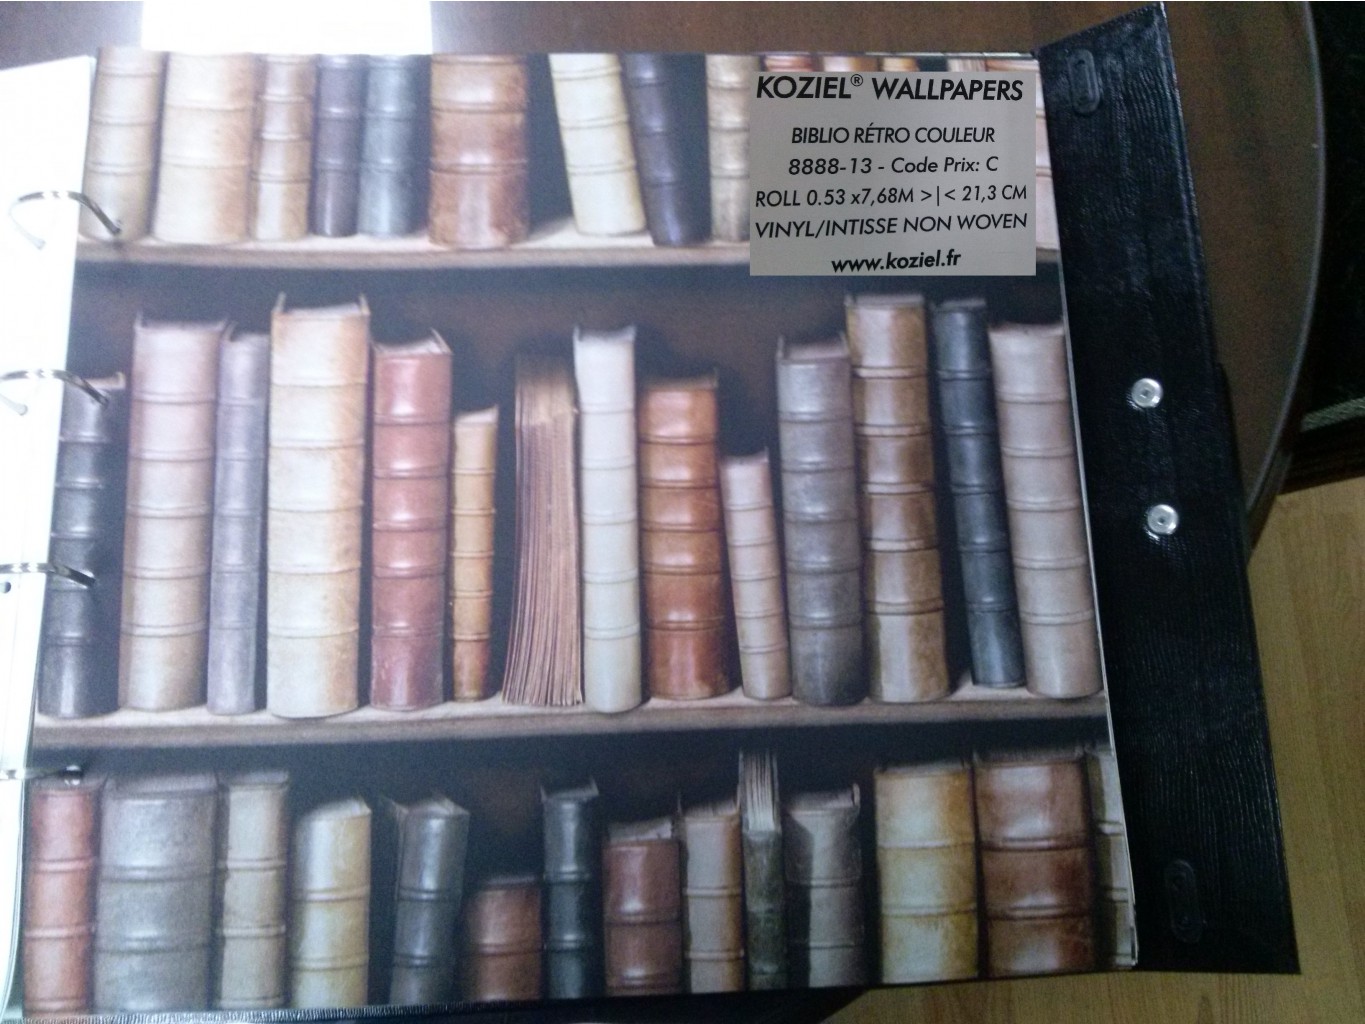 KOZIEL® WALLPAPERS
BIBLIO RÉTRO COULEUR
8888-13 - Code Prix: C
ROLL 0.53 x7,68M >|< 21,3 CM
VINYL/INTISSE NON WOVEN
www.koziel.fr